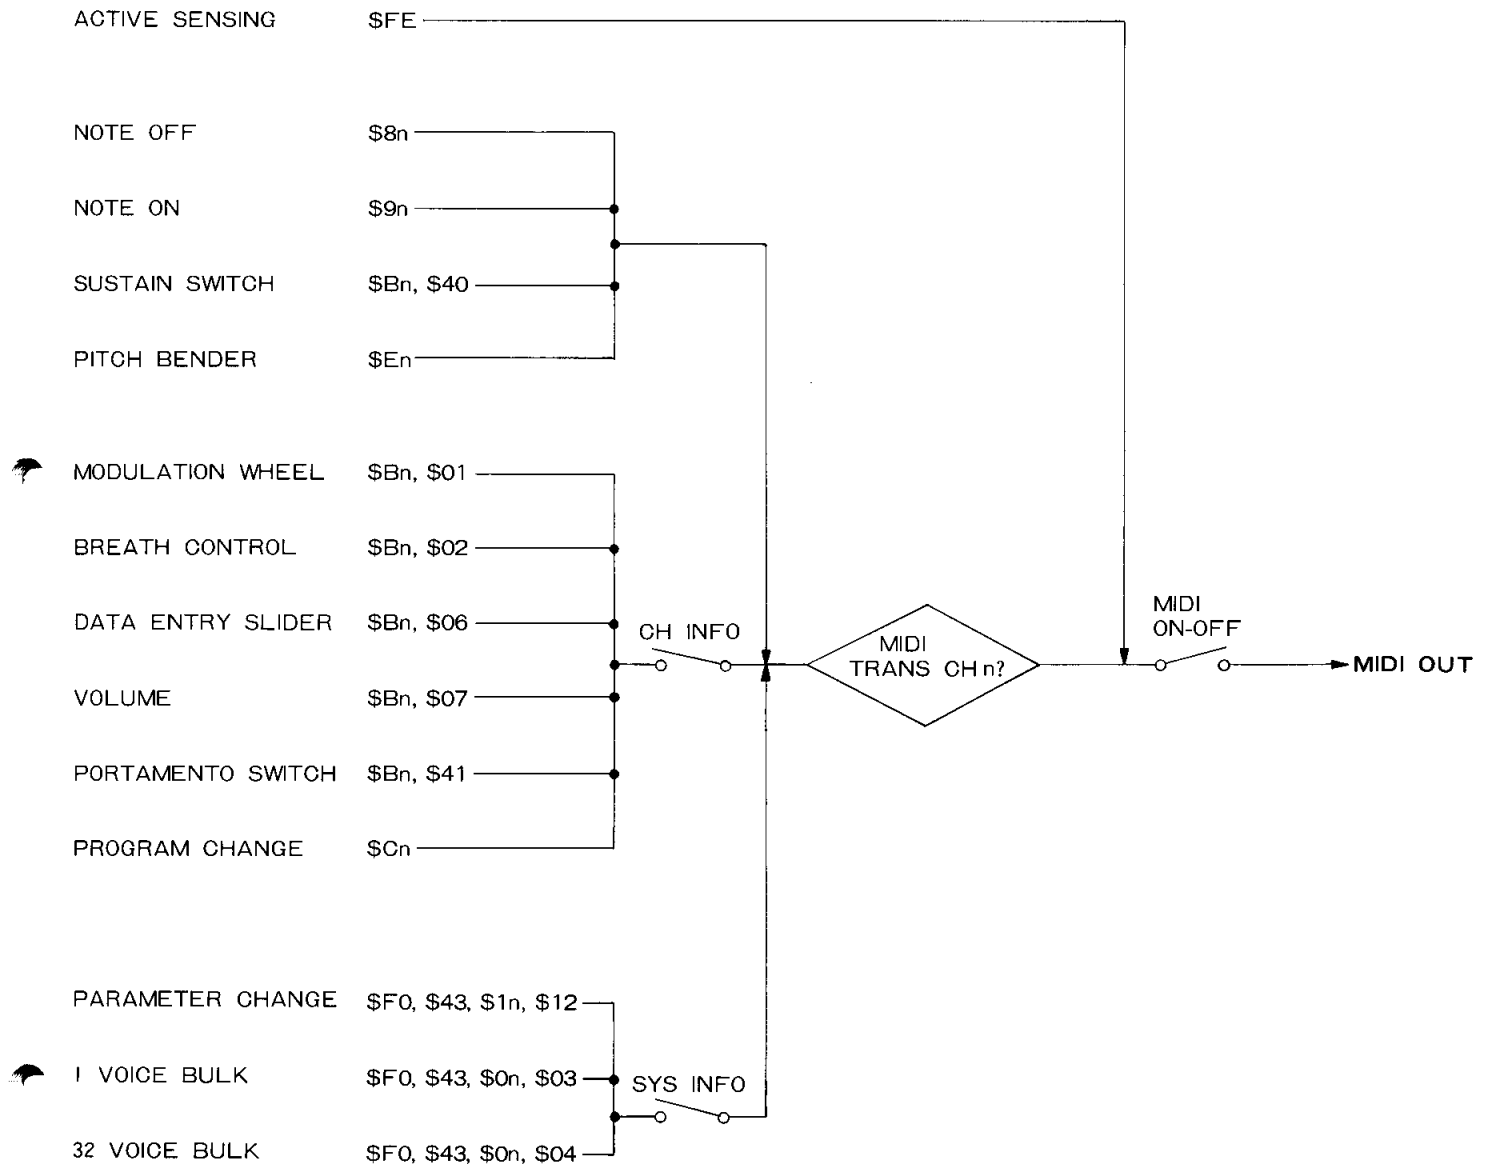 ACTIVE SENSING $FE
NOTE OFF $8n
NOTE ON $9n
SUSTAIN SWITCH $Bn, $40
PITCH BENDER $En
MODULATION WHEEL $Bn, $01
BREATH CONTROL $Bn, $02
DATA ENTRY SLIDER $Bn, $06
VOLUME $Bn, $07
PORTAMENTO SWITCH $Bn, $41
PROGRAM CHANGE $Cn
CH INFO
MIDI
TRANS CH n?
MIDI
ON-OFF
MIDI OUT
PARAMETER CHANGE $F0, $43, $1n, $12
1 VOICE BULK $F0, $43, $0n, $03
32 VOICE BULK $F0, $43, $0n, $04
SYS INFO